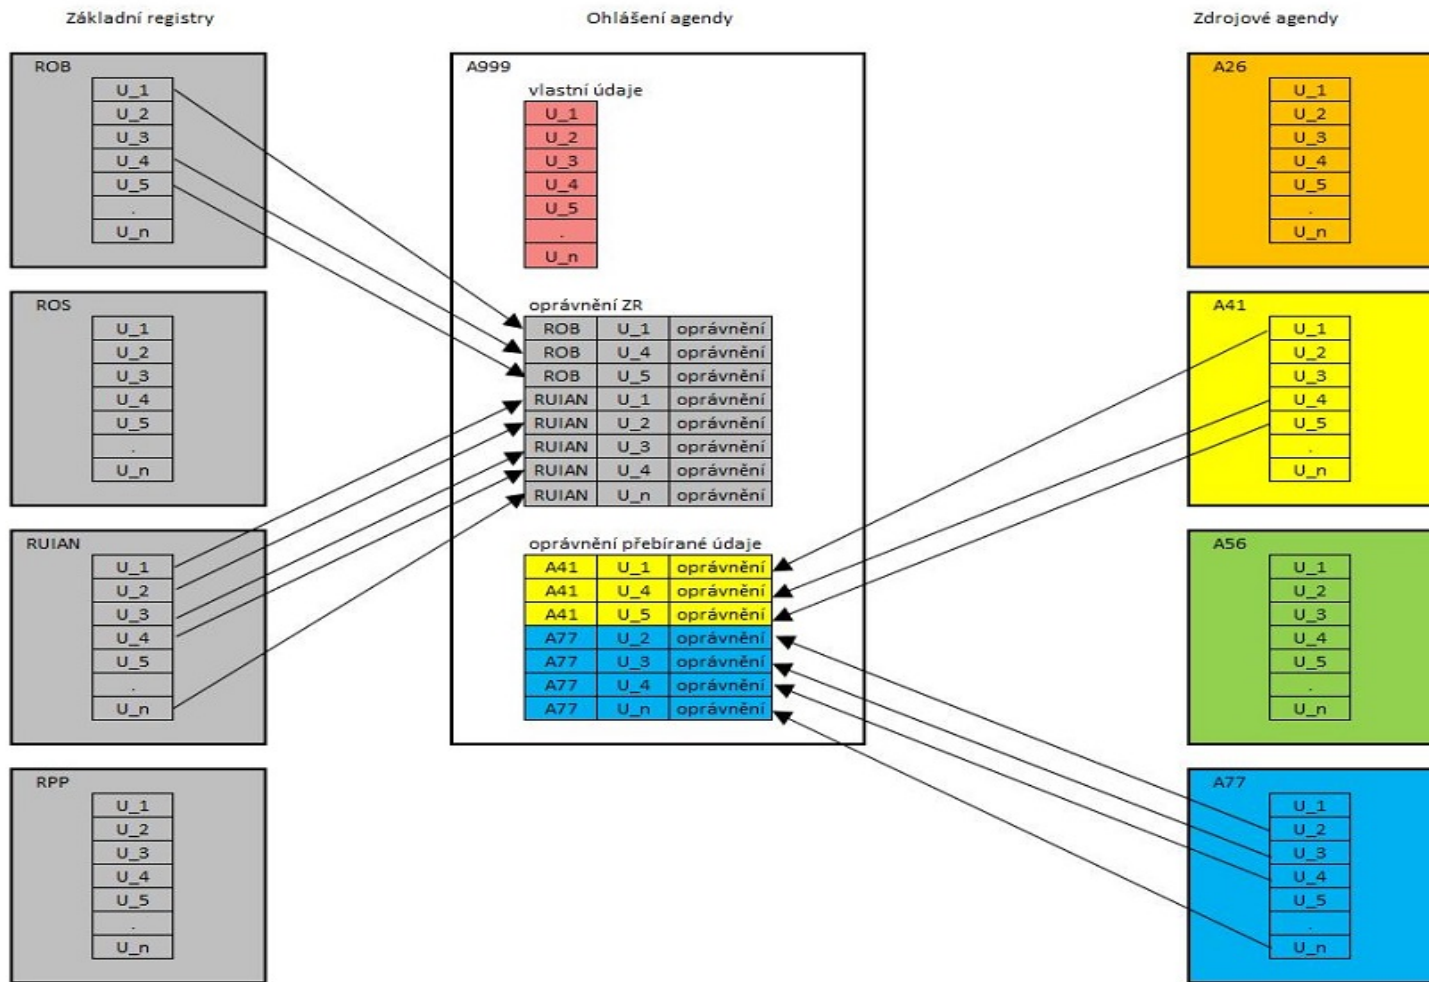 Základní registry
Ohlášení agendy
Zdrojové agendy
ROB
U_1
U_2
U_3
U_4
U_5
.
U_n
ROS
U_1
U_2
U_3
U_4
U_5
.
U_n
RUIAN
U_1
U_2
U_3
U_4
U_5
.
U_n
RPP
U_1
U_2
U_3
U_4
U_5
.
U_n
A999
vlastní údaje
U_1
U_2
U_3
U_4
U_5
.
U_n
oprávnění ZR
ROB U_1 oprávnění
ROB U_4 oprávnění
ROB U_5 oprávnění
RUIAN U_1 oprávnění
RUIAN U_2 oprávnění
RUIAN U_3 oprávnění
RUIAN U_4 oprávnění
RUIAN U_n oprávnění
oprávnění přebírané údaje
A41 U_1 oprávnění
A41 U_4 oprávnění
A41 U_5 oprávnění
A77 U_2 oprávnění
A77 U_3 oprávnění
A77 U_4 oprávnění
A77 U_n oprávnění
A26
U_1
U_2
U_3
U_4
U_5
.
U_n
A41
U_1
U_2
U_3
U_4
U_5
.
U_n
A56
U_1
U_2
U_3
U_4
U_5
.
U_n
A77
U_1
U_2
U_3
U_4
U_5
.
U_n